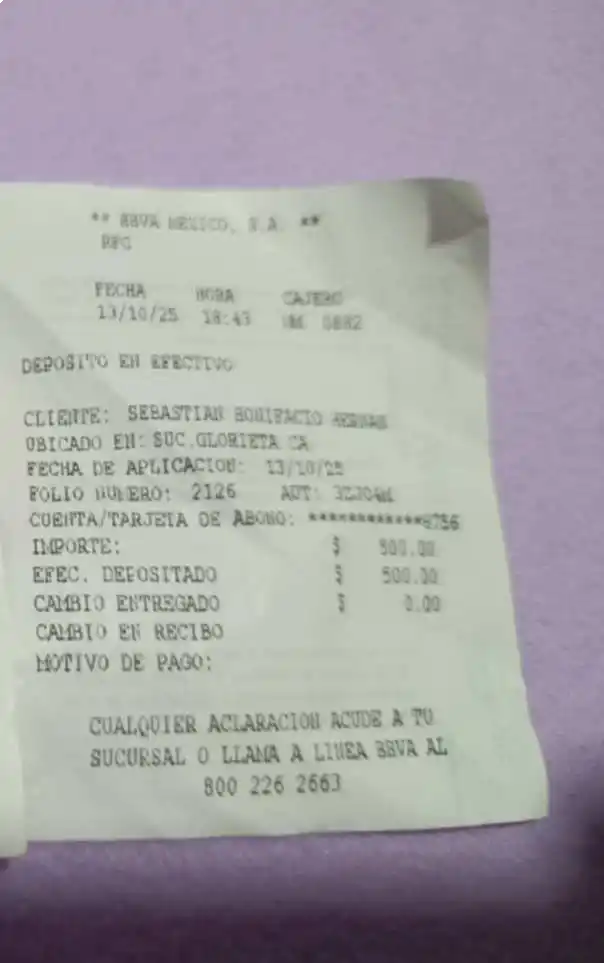 ** BBVA MEXICO, S.A. **
RFC
FECHA HORA CAJERO
13/10/25 18:43 0882
DEPOSITO EN EFECTIVO
CLIENTE: SEBASTIAN BONIFACIO
UBICADO EN: SUC.GLORIETA CA
FECHA DE APLICACION: 13/10/25
FOLIO NUMERO: 2126 AUT:
CUENTA/TARJETA DE ABONO: ************8756
IMPORTE: $ 500.00
EFEC. DEPOSITADO $ 500.00
CAMBIO ENTREGADO $ 0.00
CAMBIO EN RECIBO
MOTIVO DE PAGO:
CUALQUIER ACLARACION ACUDE A TU
SUCURSAL O LLAMA A LINEA BBVA AL
800 226 2663